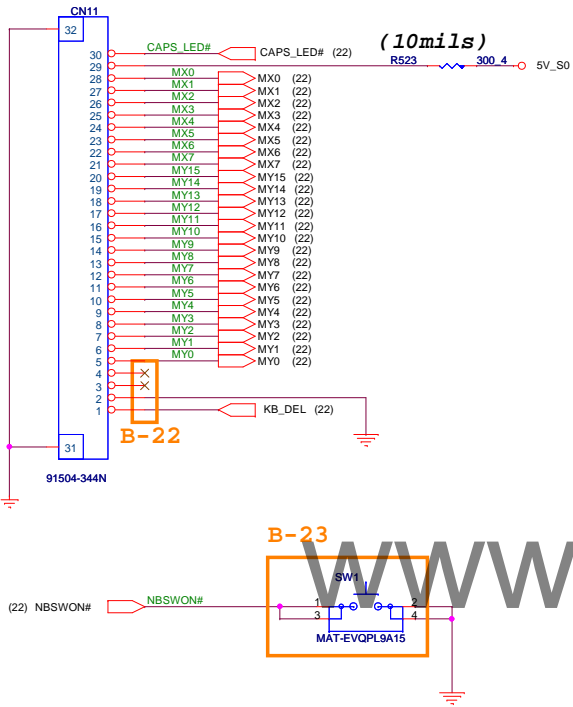 CN11
32
30 CAPS_LED# CAPS_LED# (22)
(10mils)
29 R523 300_4 5V_S0
28 MX0 MX0 (22)
27 MX1 MX1 (22)
26 MX2 MX2 (22)
25 MX3 MX3 (22)
24 MX4 MX4 (22)
23 MX5 MX5 (22)
22 MX6 MX6 (22)
21 MX7 MX7 (22)
20 MY15 MY15 (22)
19 MY14 MY14 (22)
18 MY13 MY13 (22)
17 MY12 MY12 (22)
16 MY11 MY11 (22)
15 MY10 MY10 (22)
14 MY9 MY9 (22)
13 MY8 MY8 (22)
12 MY7 MY7 (22)
11 MY6 MY6 (22)
10 MY5 MY5 (22)
9 MY4 MY4 (22)
8 MY3 MY3 (22)
7 MY2 MY2 (22)
6 MY1 MY1 (22)
5 MY0 MY0 (22)
4
3
2
1 KB_DEL (22)
B-22
31
91504-344N
B-23
WWW
SW1
(22) NBSWON# NBSWON# 1 2
3 4
MAT-EVQPL9A15